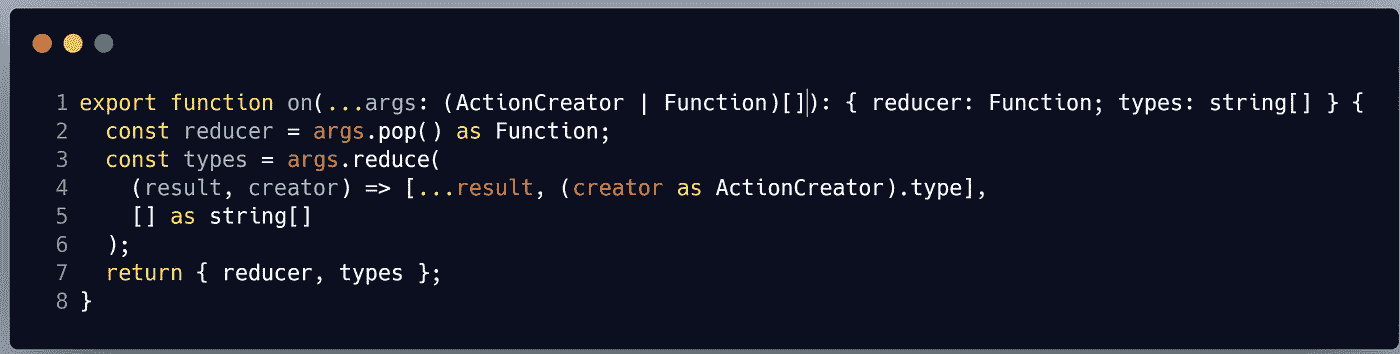 1 export function on(...args: (ActionCreator | Function)[]): { reducer: Function; types: string[] } {
2   const reducer = args.pop() as Function;
3   const types = args.reduce(
4     (result, creator) => [...result, (creator as ActionCreator).type],
5     [] as string[]
6   );
7   return { reducer, types };
8 }